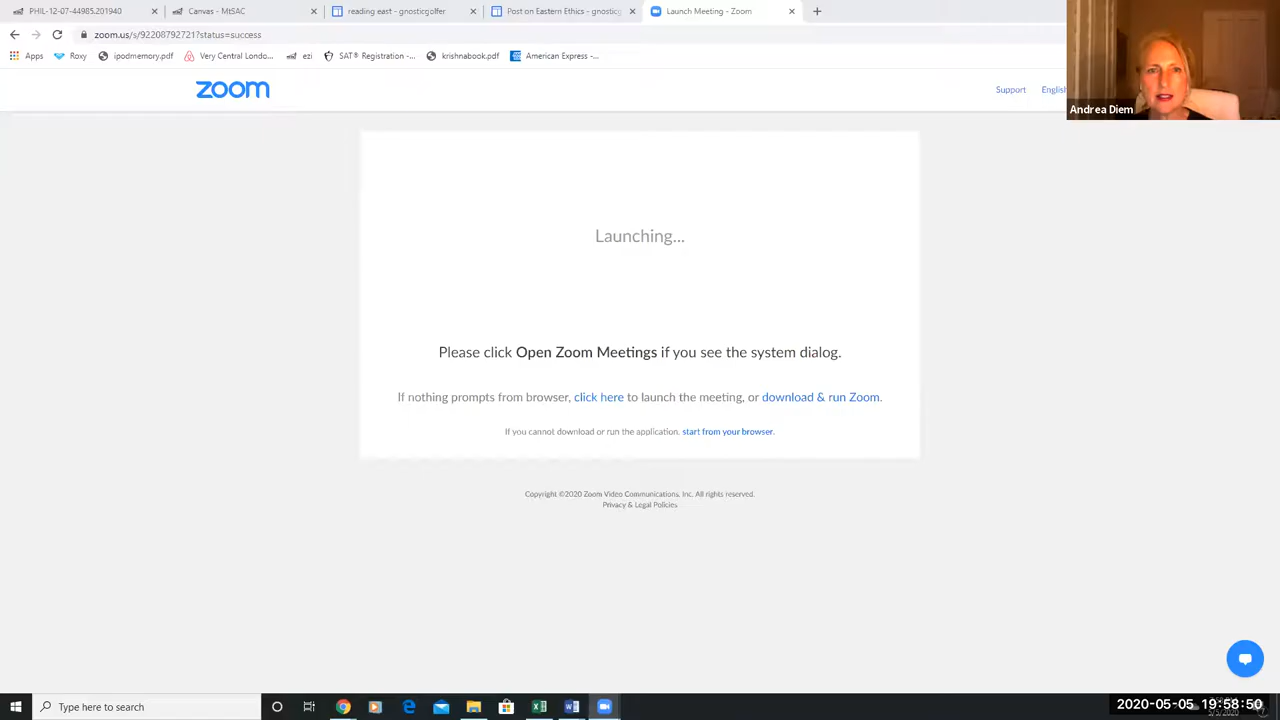 PHIL-12-07-44985.201940
Canvas - MtSAC
reading east - gnosticgolfer
Post on Eastern Ethics - gnosticg
Launch Meeting - Zoom
zoom.us/s/92208792721?status=success
Apps
Roxy
ipodmemory.pdf
Very Central London...
ezi
SAT® Registration -...
krishnabook.pdf
American Express -...
zoom
Support
English
Andrea Diem
Launching...
Please click Open Zoom Meetings if you see the system dialog.
If nothing prompts from browser, click here to launch the meeting, or download & run Zoom.
If you cannot download or run the application, start from your browser.
Copyright ©2020 Zoom Video Communications, Inc. All rights reserved.
Privacy & Legal Policies
Type here to search
2020-05-05 19:58:50
5/5/2020